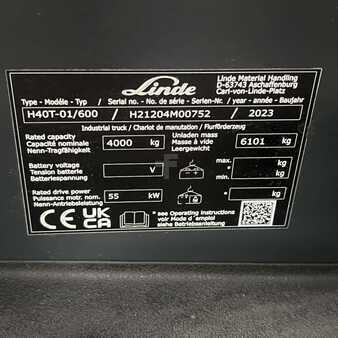 Linde
Linde Material Handling
D-63743 Aschaffenburg
Carl-von-Linde-Platz
Type - Modèle - Typ / Serial no. - No. de série - Serien-Nr. / year - année - Baujahr
H40T-01/600 / H21204M00752 / 2023
Industrial truck / Chariot de manutation / Flurförderzeug
Rated capacity
Capacité nominale
Nenn-Tragfähigkeit
4000 kg
Unladen mass
Masse à vide
Leergewicht
6101 kg
Battery voltage
Tension batterie
Batteriespannung
V
max. kg
min. kg
Rated drive power
Puissance motr. nom.
Nenn-Antriebsleistung
55 kW
* see Operating Instructions
voir Mode d'emploi
siehe Betriebsanleitung
kg
CE UK
CA